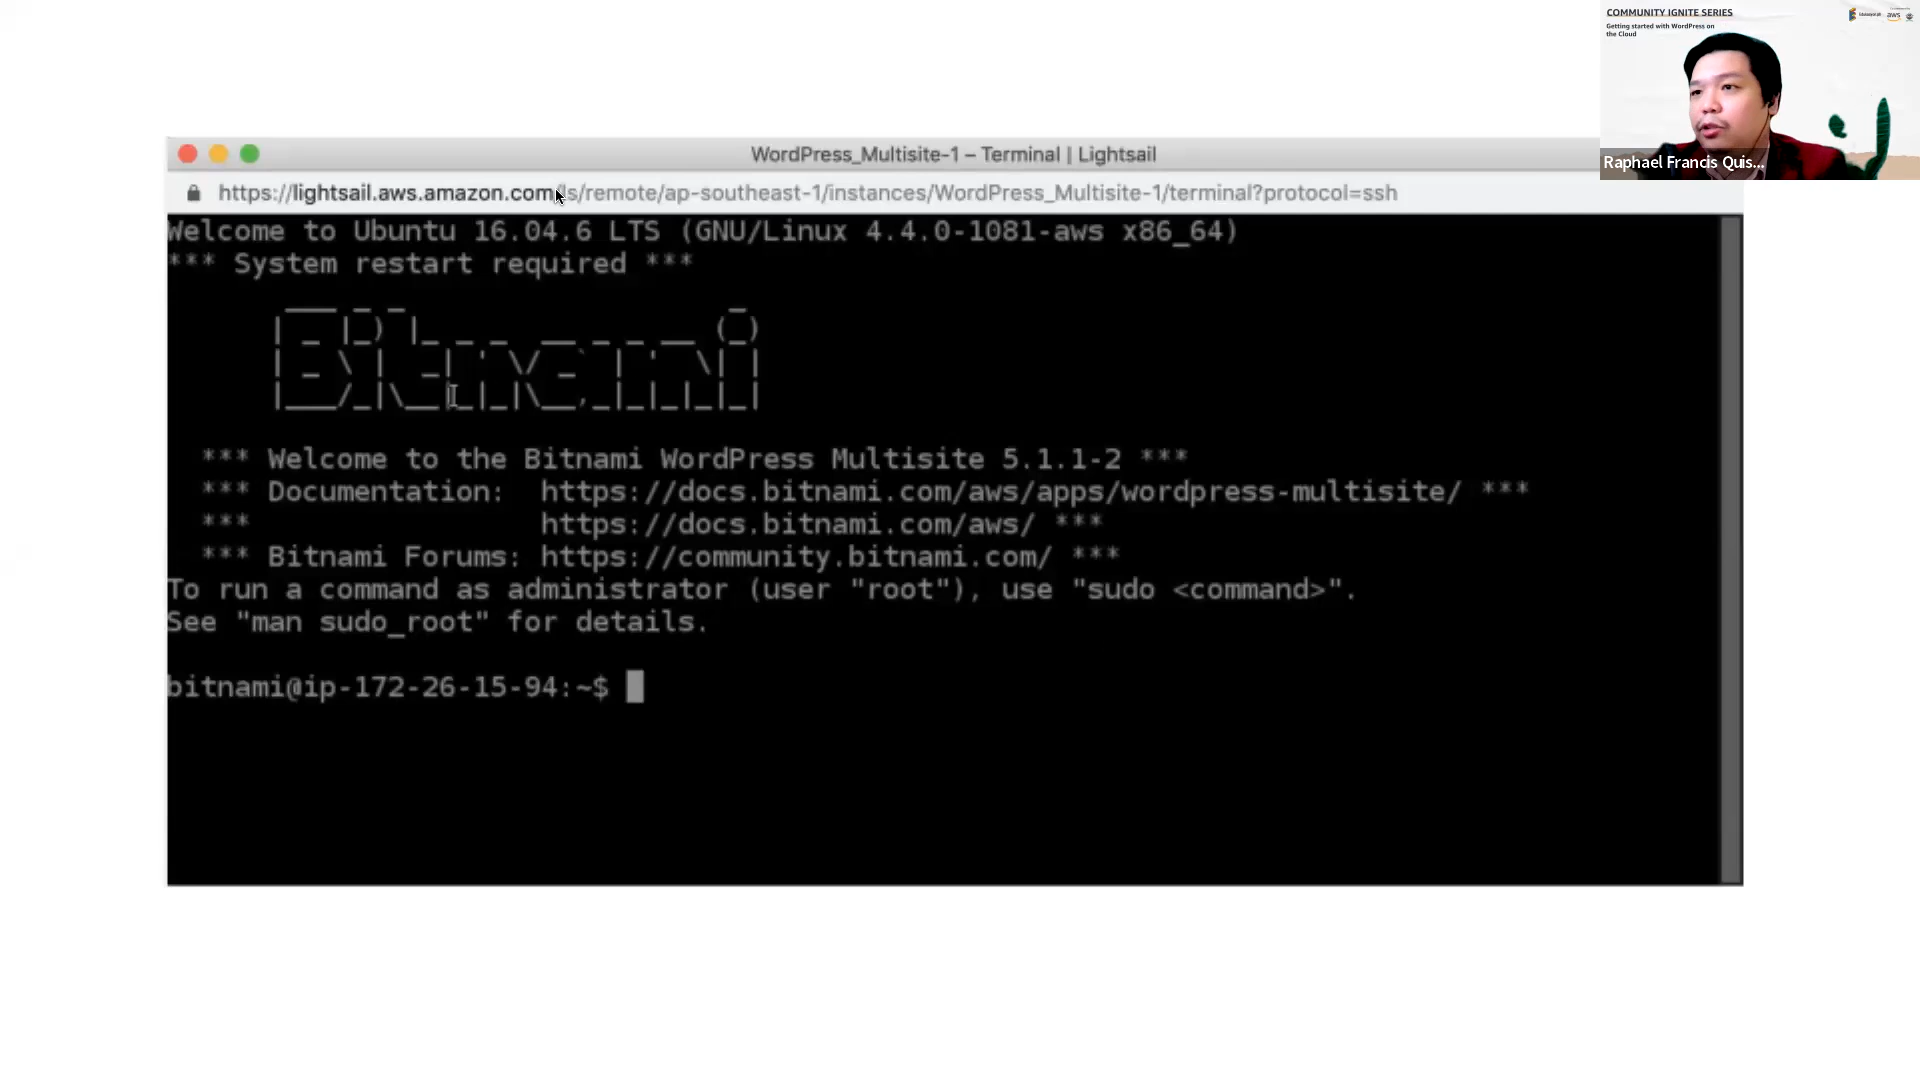 COMMUNITY IGNITE SERIES
Getting started with WordPress on
the Cloud
aws
Raphael Francis Quis...
WordPress_Multisite-1 – Terminal | Lightsail
https://lightsail.aws.amazon.com/ls/remote/ap-southeast-1/instances/WordPress_Multisite-1/terminal?protocol=ssh
Welcome to Ubuntu 16.04.6 LTS (GNU/Linux 4.4.0-1081-aws x86_64)
*** System restart required ***
Bitnami
*** Welcome to the Bitnami WordPress Multisite 5.1.1-2 ***
*** Documentation: https://docs.bitnami.com/aws/apps/wordpress-multisite/ ***
*** https://docs.bitnami.com/aws/ ***
*** Bitnami Forums: https://community.bitnami.com/ ***
To run a command as administrator (user "root"), use "sudo <command>".
See "man sudo_root" for details.
bitnami@ip-172-26-15-94:~$